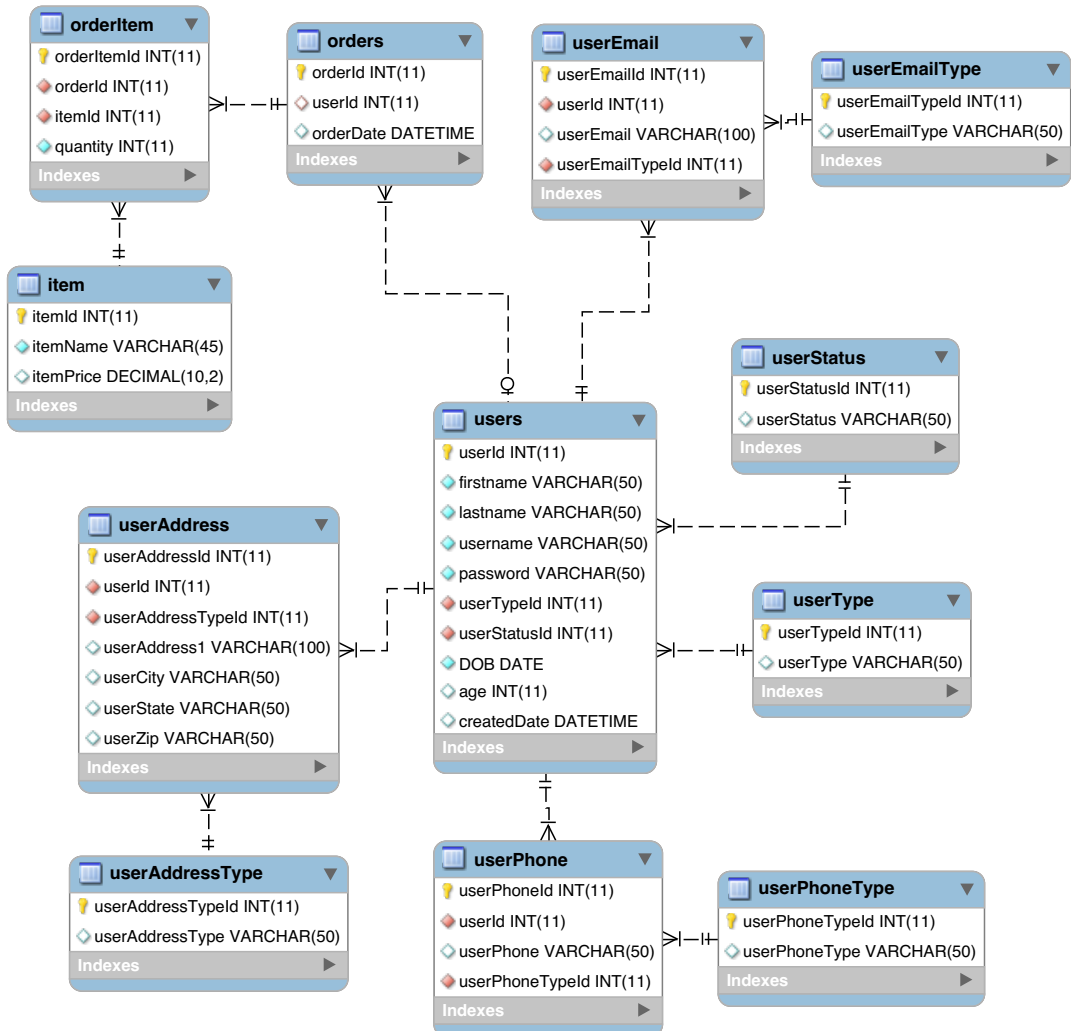 orderItem
orderItemId INT(11)
orderId INT(11)
itemId INT(11)
quantity INT(11)
Indexes
orders
orderId INT(11)
userId INT(11)
orderDate DATETIME
Indexes
userEmail
userEmailId INT(11)
userId INT(11)
userEmail VARCHAR(100)
userEmailTypeId INT(11)
Indexes
userEmailType
userEmailTypeId INT(11)
userEmailType VARCHAR(50)
Indexes
item
itemId INT(11)
itemName VARCHAR(45)
itemPrice DECIMAL(10,2)
Indexes
userStatus
userStatusId INT(11)
userStatus VARCHAR(50)
Indexes
users
userId INT(11)
firstname VARCHAR(50)
lastname VARCHAR(50)
username VARCHAR(50)
password VARCHAR(50)
userTypeId INT(11)
userStatusId INT(11)
DOB DATE
age INT(11)
createdDate DATETIME
Indexes
userAddress
userAddressId INT(11)
userId INT(11)
userAddressTypeId INT(11)
userAddress1 VARCHAR(100)
userCity VARCHAR(50)
userState VARCHAR(50)
userZip VARCHAR(50)
Indexes
userType
userTypeId INT(11)
userType VARCHAR(50)
Indexes
userAddressType
userAddressTypeId INT(11)
userAddressType VARCHAR(50)
Indexes
userPhone
userPhoneId INT(11)
userId INT(11)
userPhone VARCHAR(50)
userPhoneTypeId INT(11)
Indexes
userPhoneType
userPhoneTypeId INT(11)
userPhoneType VARCHAR(50)
Indexes